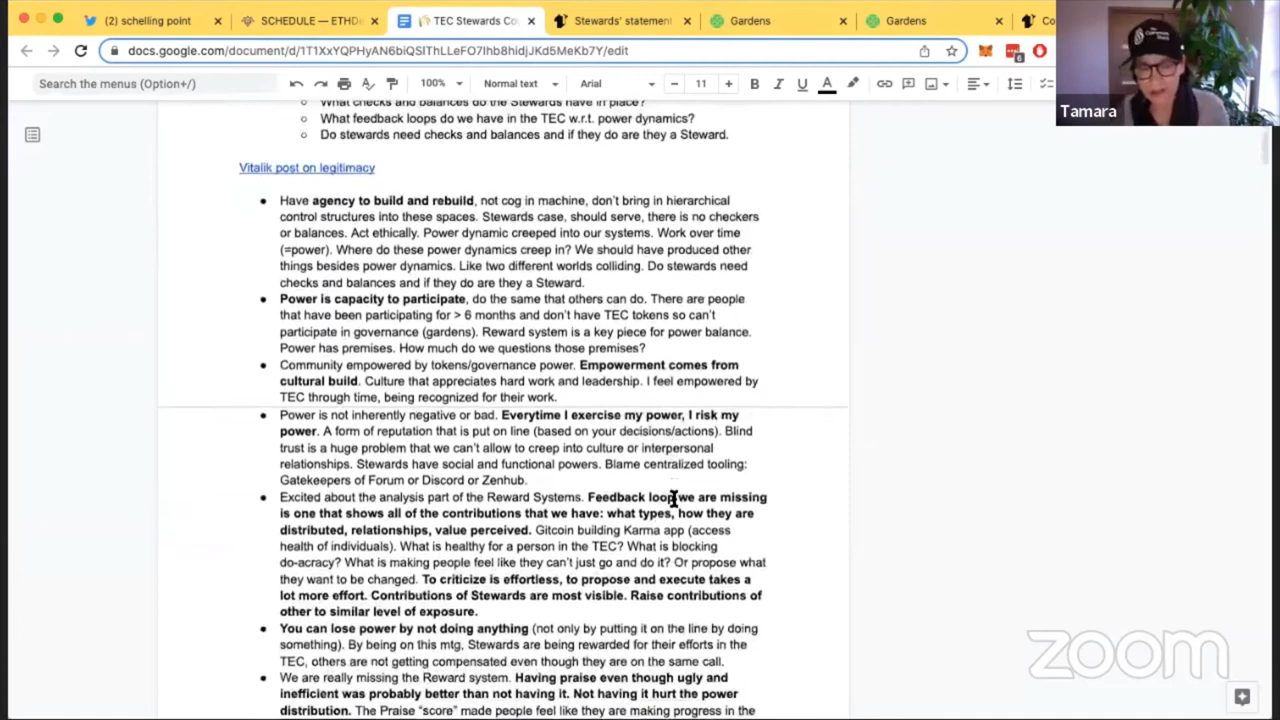 (2) schelling point
SCHEDULE — ETHDe
TEC Stewards Co
Stewards' statement
Gardens
Gardens
Co
docs.google.com/document/d/1T1XxYQPHyAN6biQSIThLLeFO7Ihb8hidjJKd5MeKb7Y/edit
6
Search the menus (Option+/)
100%
Normal text
Arial
11
B I U A
Tamara
What checks and balances do the Stewards have in place?
What feedback loops do we have in the TEC w.r.t. power dynamics?
Do stewards need checks and balances and if they do are they a Steward.
Vitalik post on legitimacy
Have agency to build and rebuild, not cog in machine, don't bring in hierarchical
control structures into these spaces. Stewards case, should serve, there is no checkers
or balances. Act ethically. Power dynamic creeped into our systems. Work over time
(=power). Where do these power dynamics creep in? We should have produced other
things besides power dynamics. Like two different worlds colliding. Do stewards need
checks and balances and if they do are they a Steward.
Power is capacity to participate, do the same that others can do. There are people
that have been participating for > 6 months and don't have TEC tokens so can't
participate in governance (gardens). Reward system is a key piece for power balance.
Power has premises. How much do we questions those premises?
Community empowered by tokens/governance power. Empowerment comes from
cultural build. Culture that appreciates hard work and leadership. I feel empowered by
TEC through time, being recognized for their work.
Power is not inherently negative or bad. Everytime I exercise my power, I risk my
power. A form of reputation that is put on line (based on your decisions/actions). Blind
trust is a huge problem that we can't allow to creep into culture or interpersonal
relationships. Stewards have social and functional powers. Blame centralized tooling:
Gatekeepers of Forum or Discord or Zenhub.
Excited about the analysis part of the Reward Systems. Feedback loop we are missing
is one that shows all of the contributions that we have: what types, how they are
distributed, relationships, value perceived. Gitcoin building Karma app (access
health of individuals). What is healthy for a person in the TEC? What is blocking
do-acracy? What is making people feel like they can't just go and do it? Or propose what
they want to be changed. To criticize is effortless, to propose and execute takes a
lot more effort. Contributions of Stewards are most visible. Raise contributions of
other to similar level of exposure.
You can lose power by not doing anything (not only by putting it on the line by doing
something). By being on this mtg, Stewards are being rewarded for their efforts in the
TEC, others are not getting compensated even though they are on the same call.
We are really missing the Reward system. Having praise even though ugly and
inefficient was probably better than not having it. Not having it hurt the power
distribution. The Praise "score" made people feel like they are making progress in the
zoom